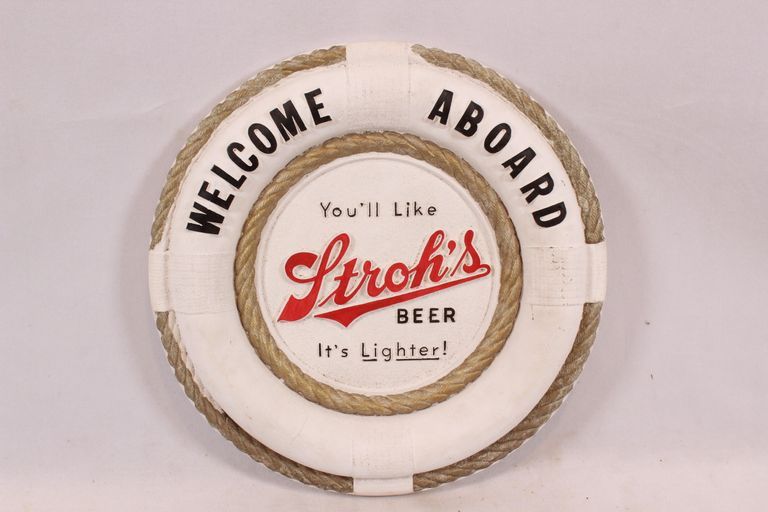 WELCOME ABOARD
You'll Like
Stroh's
BEER
It's Lighter!